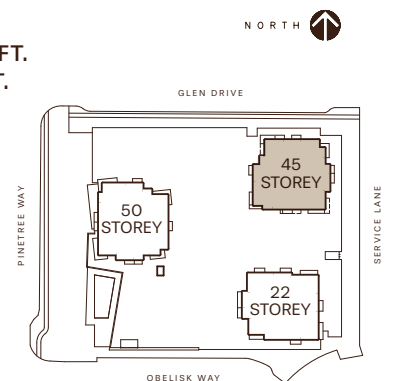 NORTH
FT.
T.
GLEN DRIVE
45
STOREY
PINETREE WAY
50
STOREY
SERVICE LANE
22
STOREY
OBELISK WAY